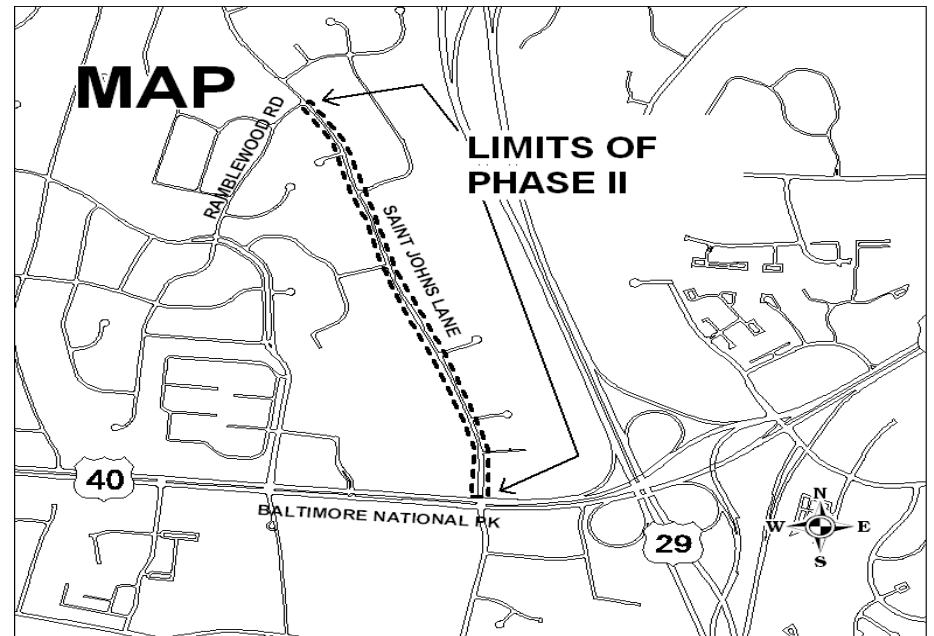 MAP
RAMBLEWOOD RD
LIMITS OF
PHASE II
SAINT JOHNS LANE
40
BALTIMORE NATIONAL PK
29
N
W E
S